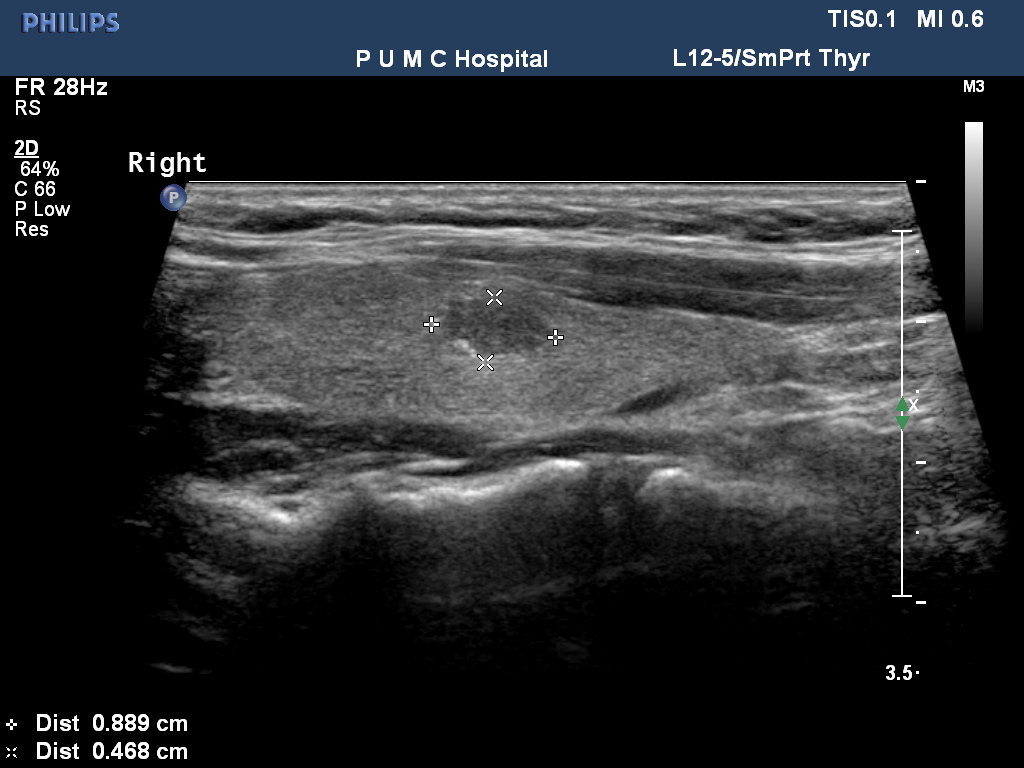 PHILIPS
TIS0.1 MI 0.6
P U M C Hospital
L12-5/SmPrt Thyr
FR 28Hz
RS
M3
2D
64%
C 66
P Low
Res
Right
P
X
3.5
Dist 0.889 cm
Dist 0.468 cm